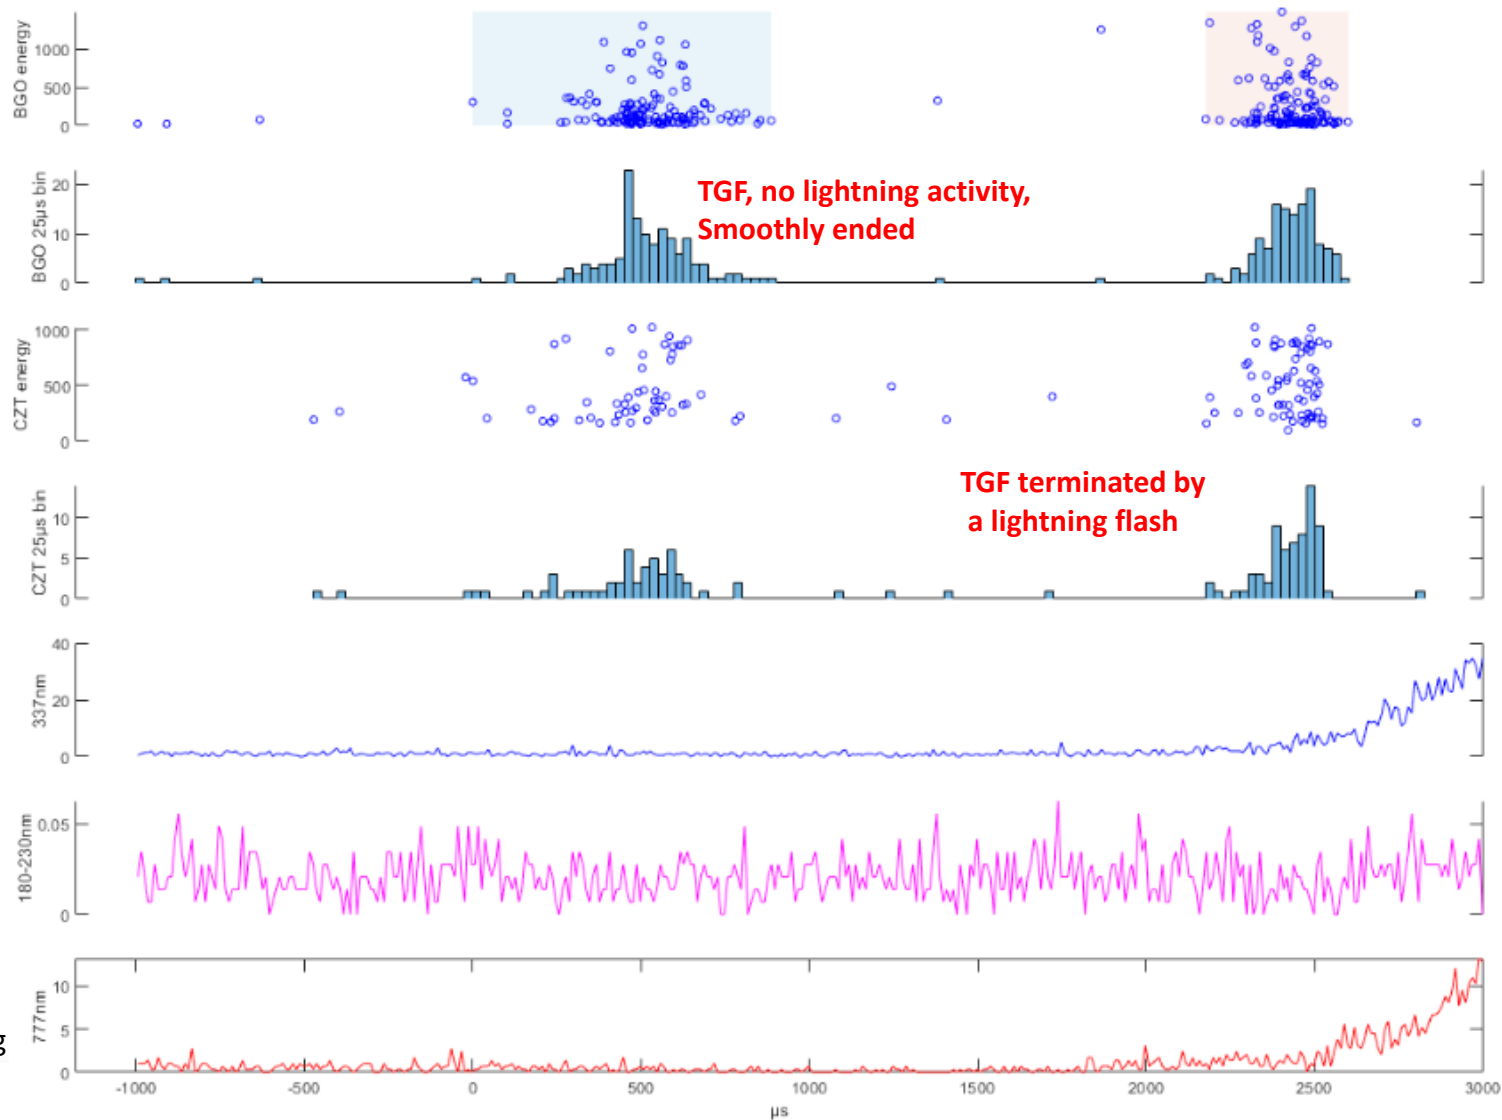 BGO energy
1000
500
0
BGO 25µs bin
20
10
0
TGF, no lightning activity,
Smoothly ended
CZT energy
1000
500
0
CZT 25µs bin
10
5
0
TGF terminated by
a lightning flash
337nm
40
20
0
180-230nm
0.05
0
777nm
10
5
0
-1000 -500 0 500 1000 1500 2000 2500 3000
µs